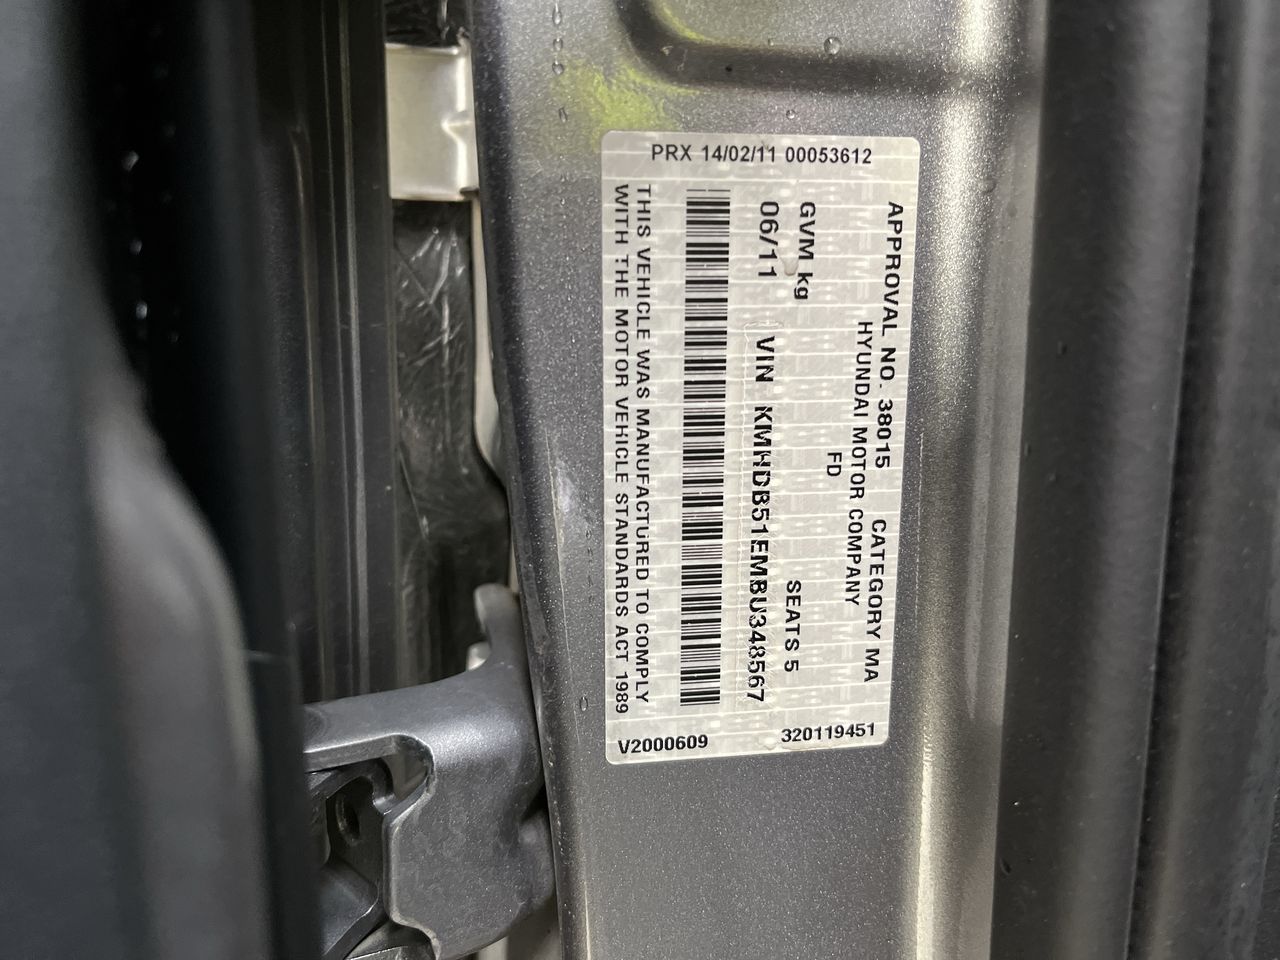 PRX 14/02/11 00053612
APPROVAL NO. 38015 CATEGORY MA
HYUNDAI MOTOR COMPANY
FD
GVM kg SEATS 5
06/11 VIN KMHDB51EMBU348567
THIS VEHICLE WAS MANUFACTURED TO COMPLY
WITH THE MOTOR VEHICLE STANDARDS ACT 1989
V2000609 320119451